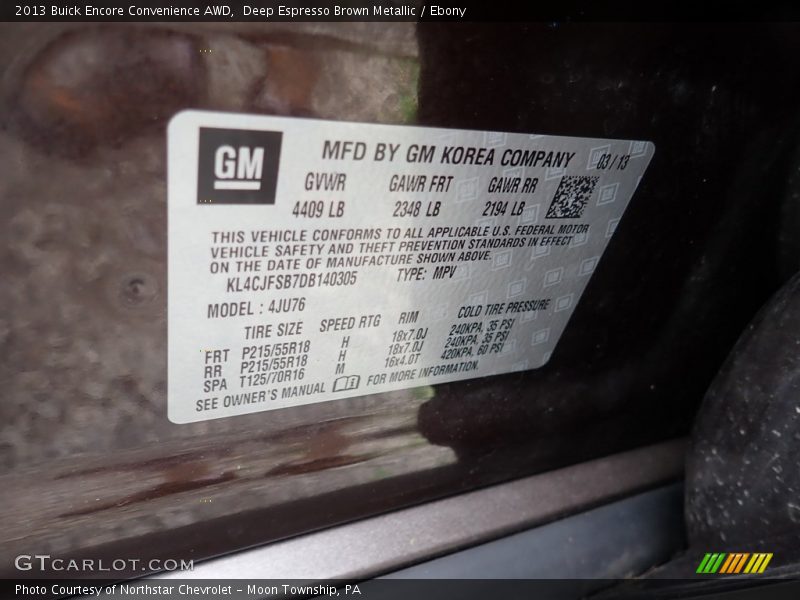 2013 Buick Encore Convenience AWD,  Deep Espresso Brown Metallic / Ebony
GM
MFD BY GM KOREA COMPANY 03/13
GVWR GAWR FRT GAWR RR
4409 LB 2348 LB 2194 LB
THIS VEHICLE CONFORMS TO ALL APPLICABLE U.S. FEDERAL MOTOR
VEHICLE SAFETY AND THEFT PREVENTION STANDARDS IN EFFECT
ON THE DATE OF MANUFACTURE SHOWN ABOVE.
KL4CJFSB7DB140305 TYPE: MPV
MODEL : 4JU76
TIRE SIZE SPEED RTG RIM COLD TIRE PRESSURE
FRT P215/55R18 H 18x7.0J 240KPA, 35 PSI
RR P215/55R18 H 18x7.0J 240KPA, 35 PSI
SPA T125/70R16 M 16x4.0T 420KPA, 60 PSI
SEE OWNER'S MANUAL FOR MORE INFORMATION.
GTCARLOT.COM
Photo Courtesy of Northstar Chevrolet - Moon Township, PA